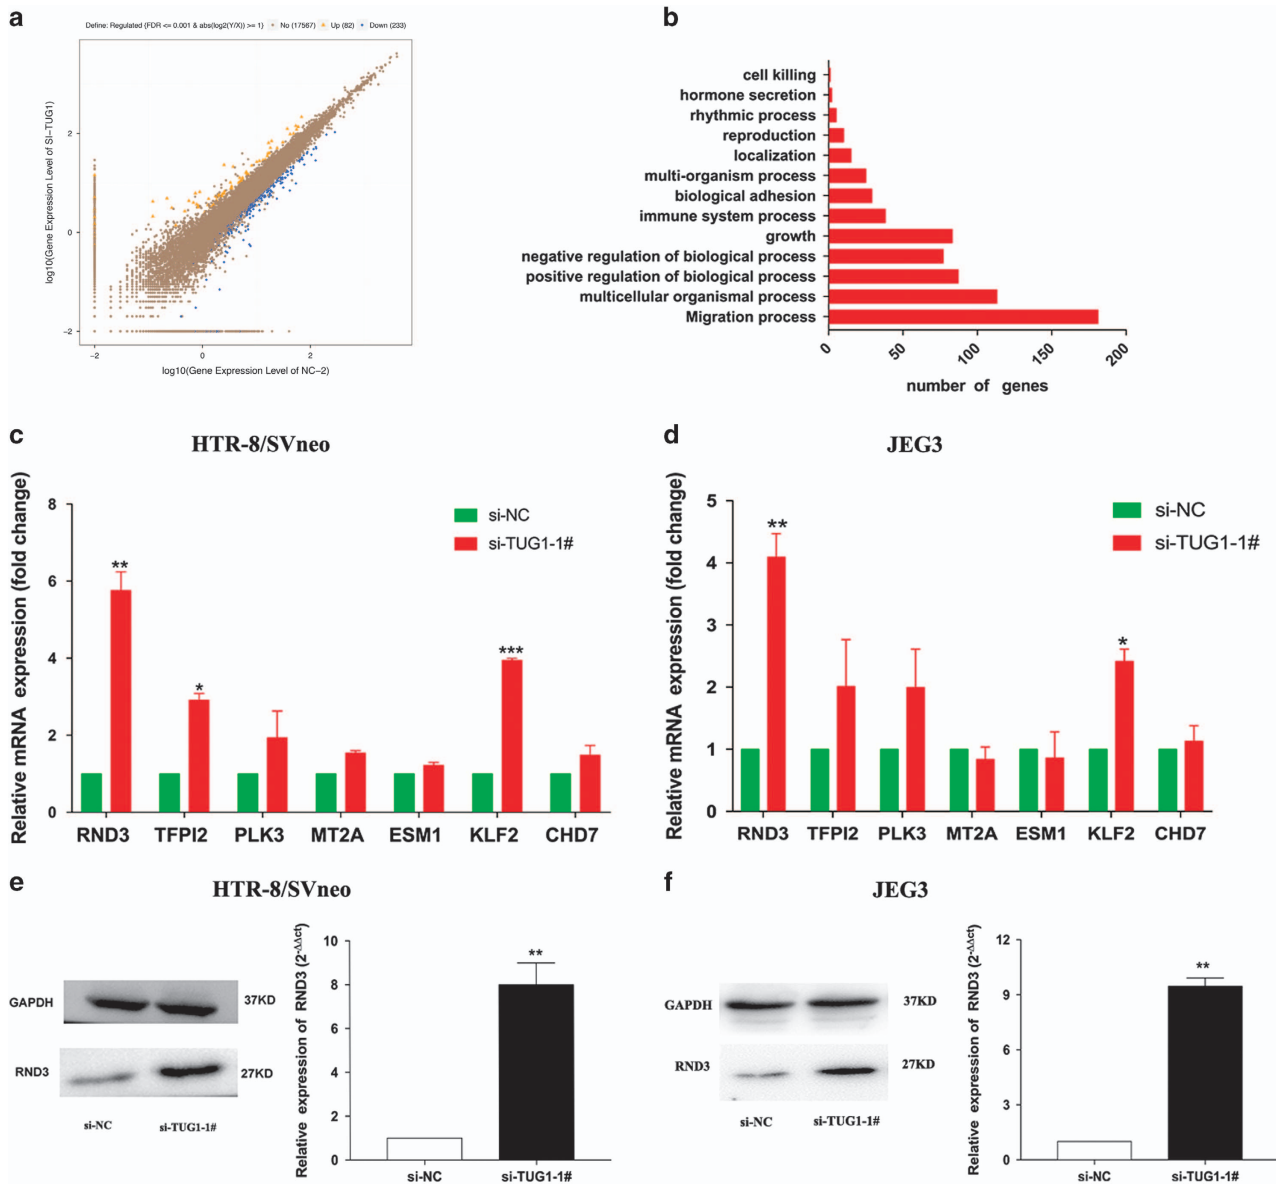 a
Define: Regulated {FDR <= 0.001 & abs(log2(Y/X)) >= 1} No (17567) Up (82) Down (233)
log10(Gene Expression Level of SI-TUG1)
2
0
-2
-2 0 2
log10(Gene Expression Level of NC-2)
b
cell killing
hormone secretion
rhythmic process
reproduction
localization
multi-organism process
biological adhesion
immune system process
growth
negative regulation of biological process
positive regulation of biological process
multicellular organismal process
Migration process
0 50 100 150 200
number of genes
c
HTR-8/SVneo
Relative mRNA expression (fold change)
8
6
4
2
0
si-NC
si-TUG1-1#
**
*
***
RND3 TFPI2 PLK3 MT2A ESM1 KLF2 CHD7
d
JEG3
Relative mRNA expression (fold change)
5
4
3
2
1
0
si-NC
si-TUG1-1#
**
*
RND3 TFPI2 PLK3 MT2A ESM1 KLF2 CHD7
e
HTR-8/SVneo
GAPDH 37KD
RND3 27KD
si-NC si-TUG1-1#
Relative expression of RND3 (2-ΔΔct)
10
8
6
4
2
0
**
si-NC si-TUG1-1#
f
JEG3
GAPDH 37KD
RND3 27KD
si-NC si-TUG1-1#
Relative expression of RND3 (2-ΔΔct)
12
9
6
3
0
**
si-NC si-TUG1-1#